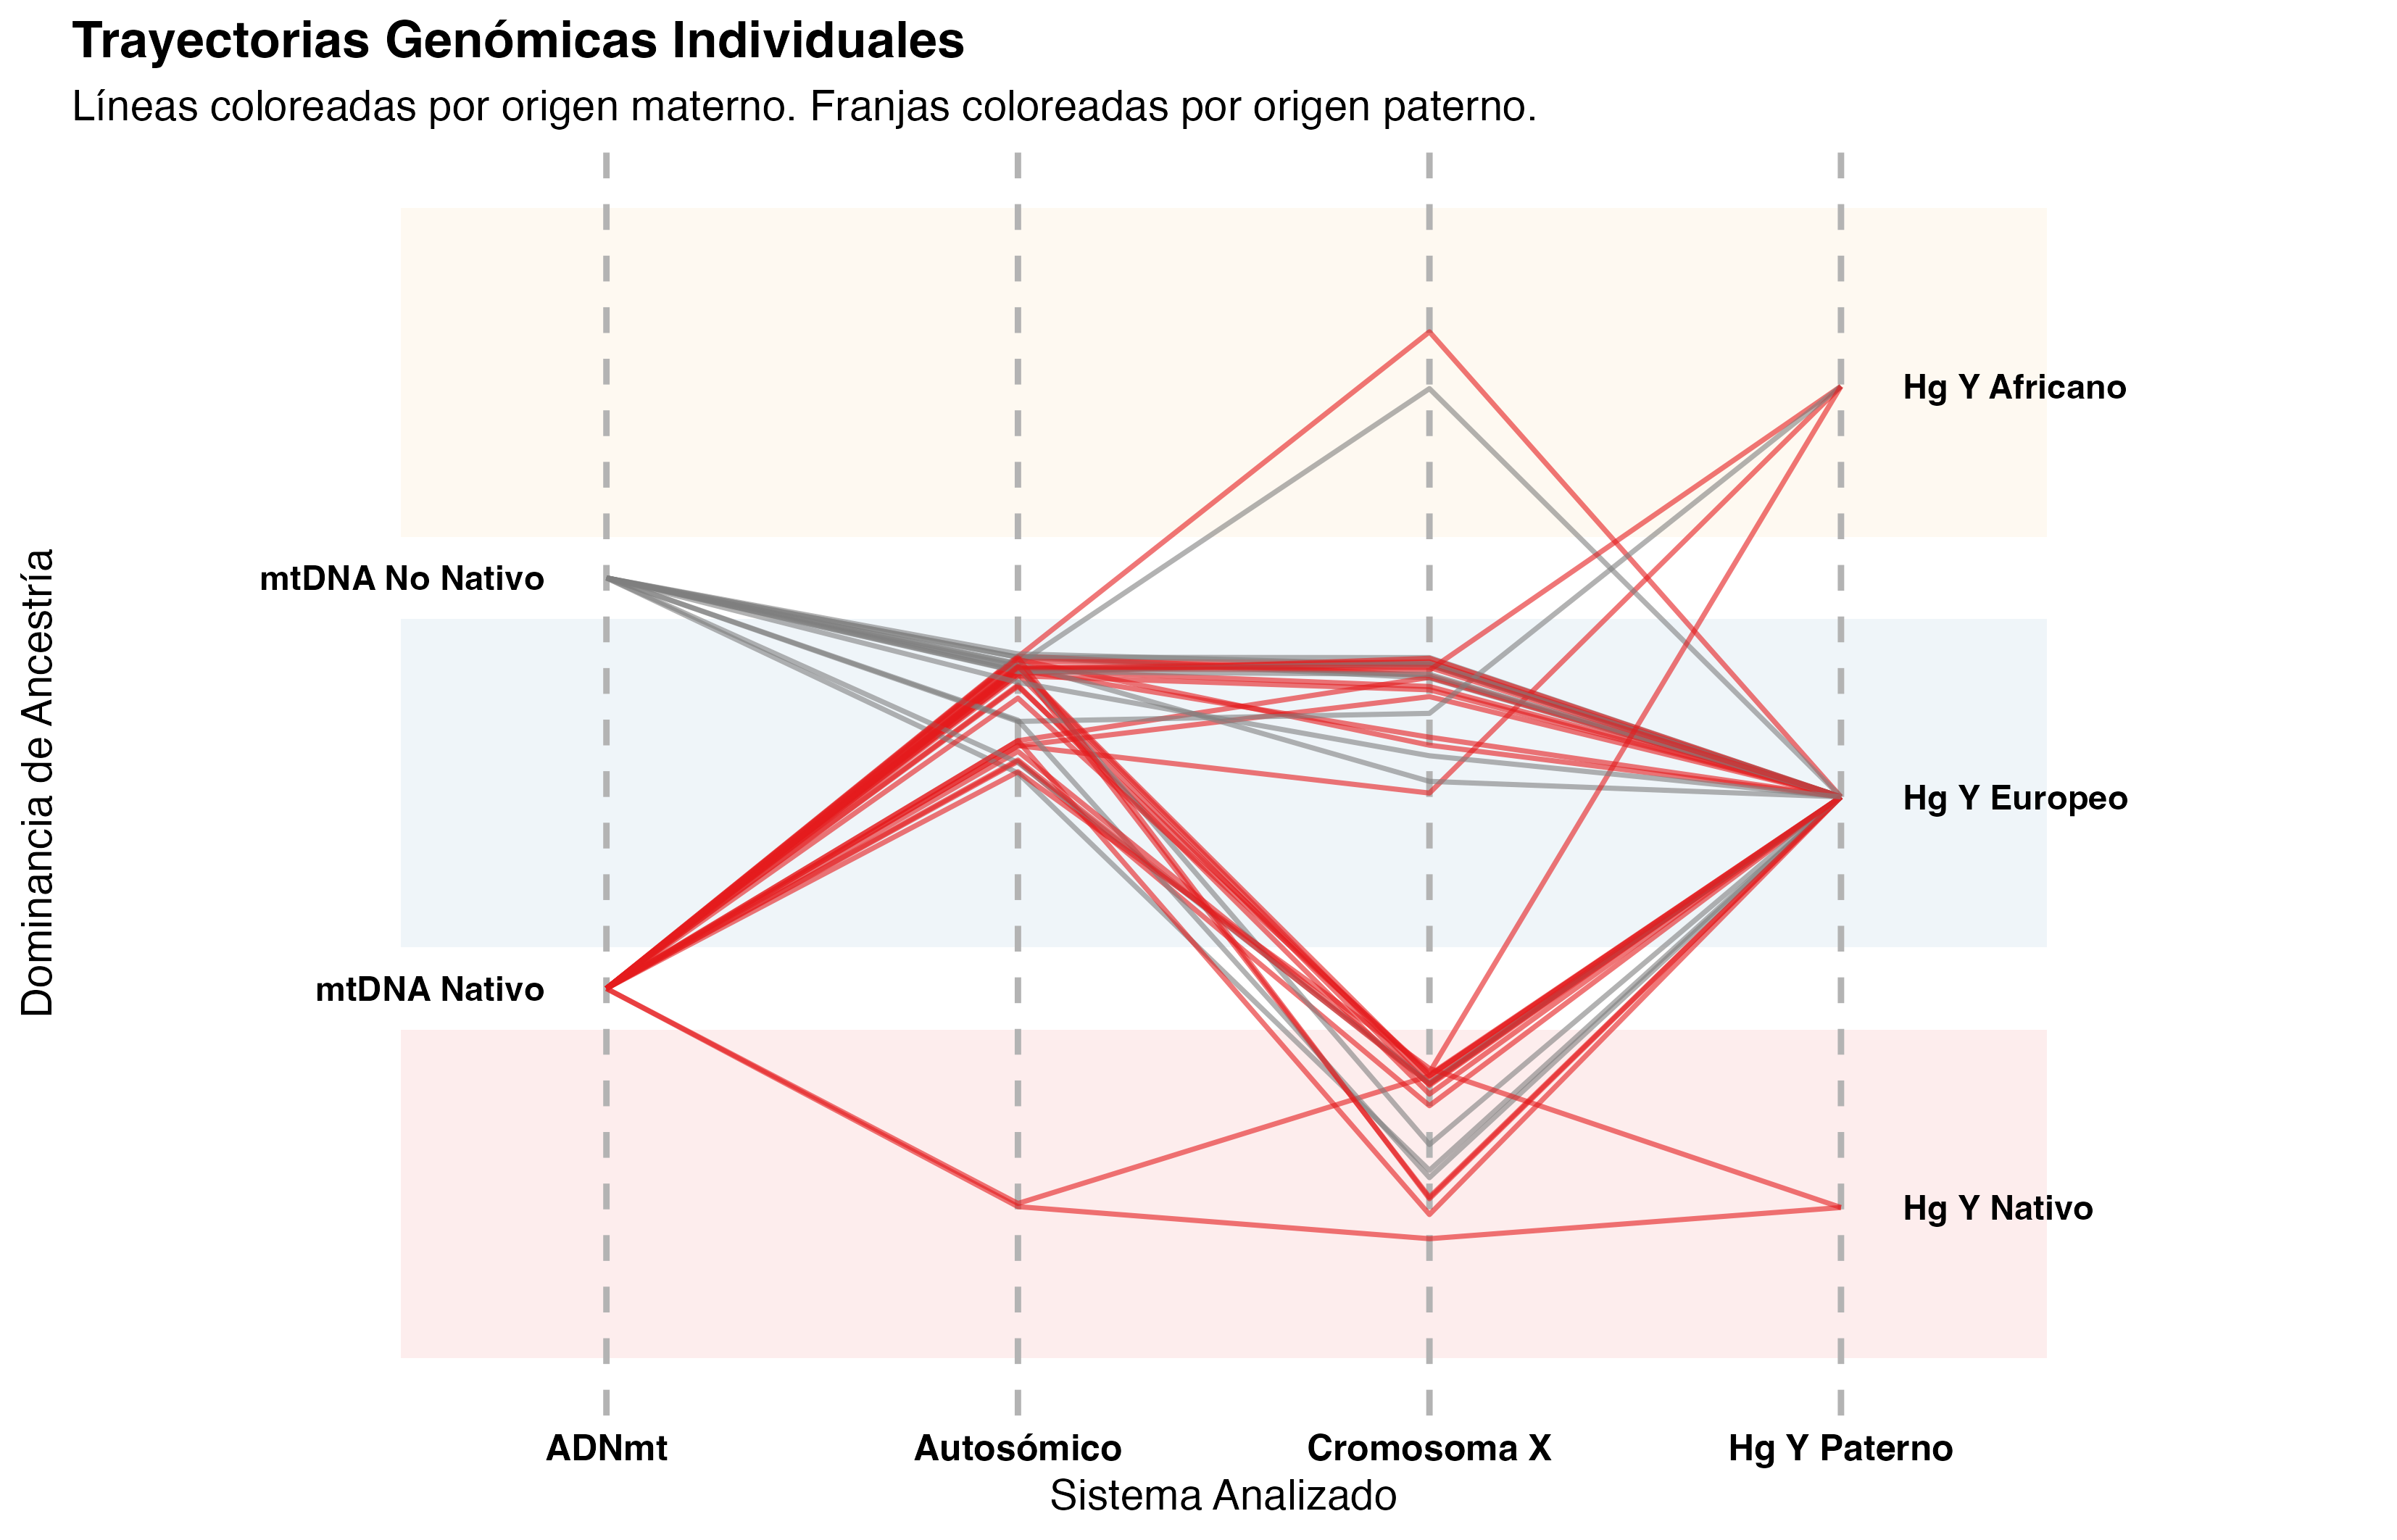 Trayectorias Genómicas Individuales
Líneas coloreadas por origen materno. Franjas coloreadas por origen paterno.
Dominancia de Ancestría
Hg Y Africano
mtDNA No Nativo
Hg Y Europeo
mtDNA Nativo
Hg Y Nativo
ADNmt
Autosómico
Cromosoma X
Hg Y Paterno
Sistema Analizado